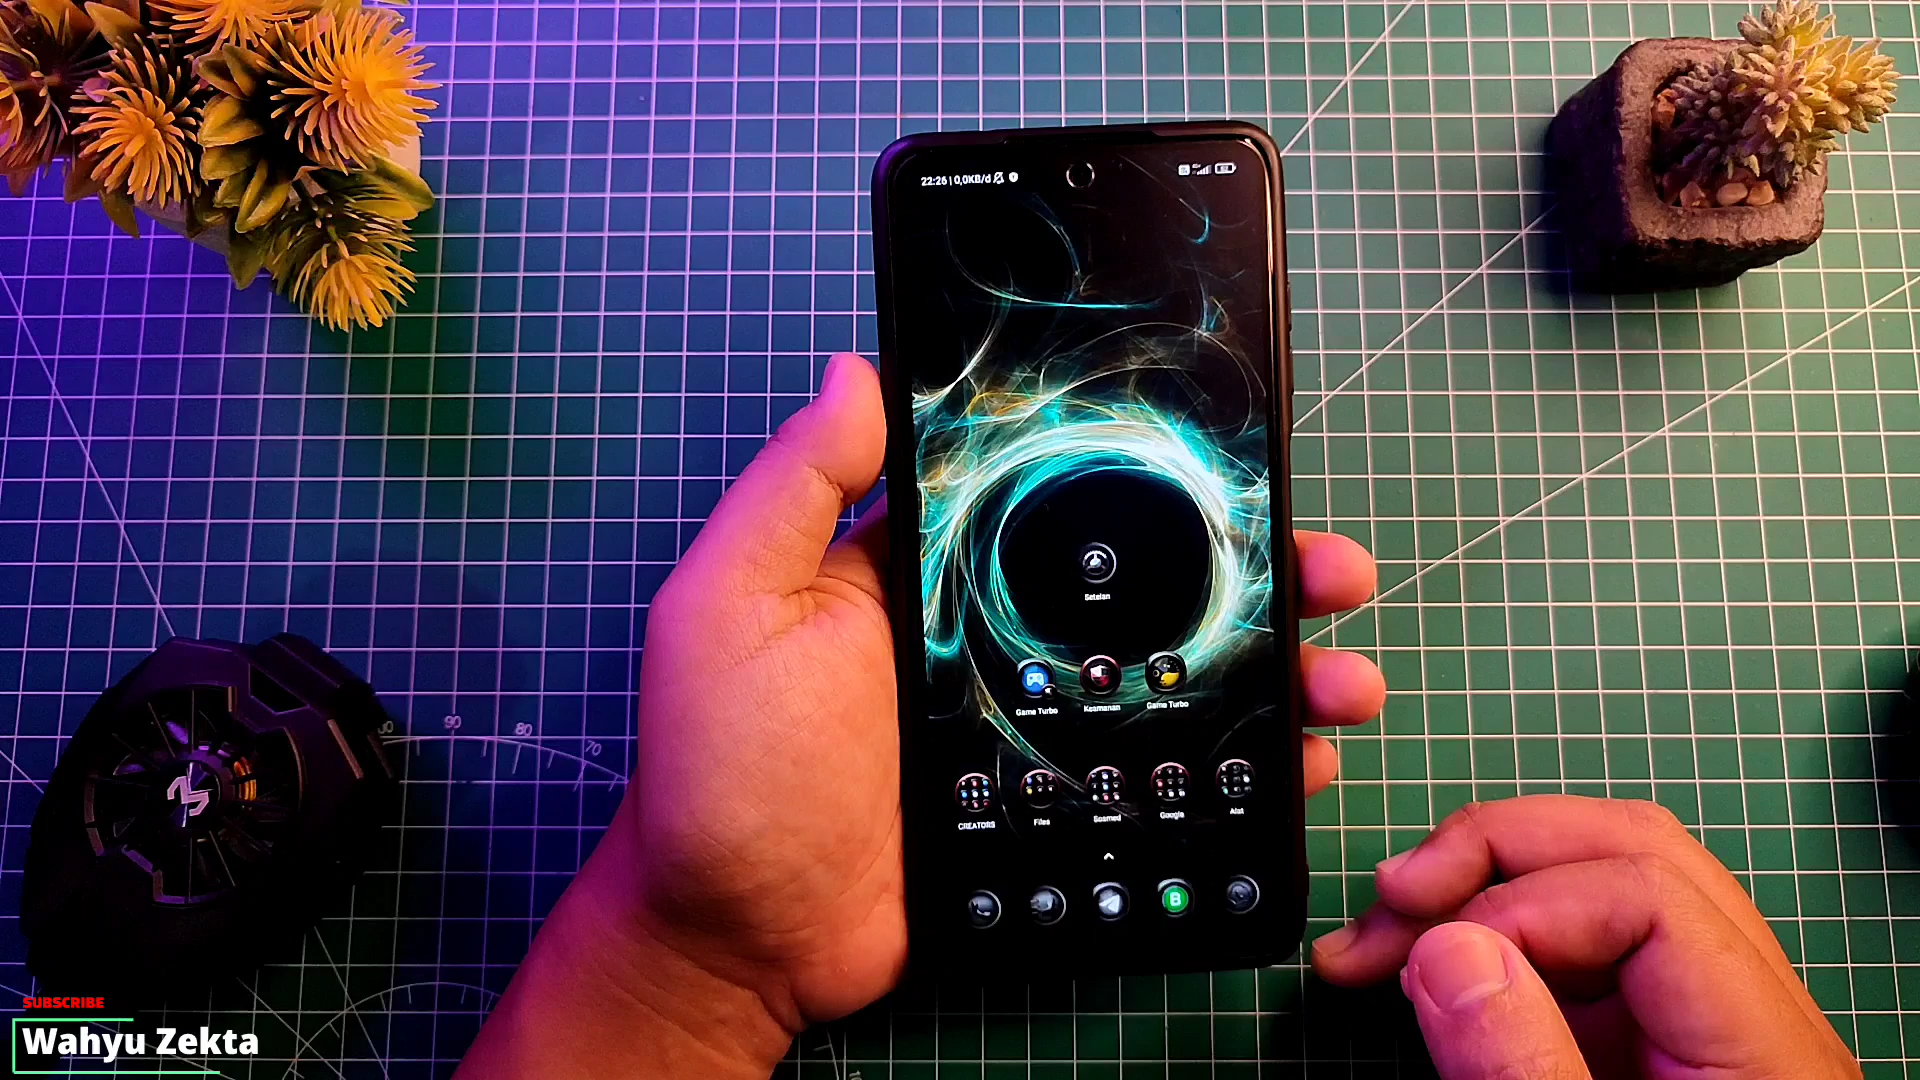 22:26 | 0,0KB/d
Setelan
Game Turbo
Keamanan
Game Turbo
CREATORS
Files
Sosmed
Google
Alat
B
90
80
70
SUBSCRIBE
Wahyu Zekta